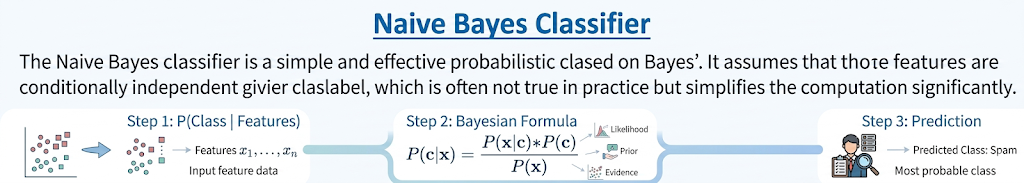 Naive Bayes Classifier
The Naive Bayes classifier is a simple and effective probabilistic clased on Bayes’. It assumes that those features are
conditionally independent givier claslabel, which is often not true in practice but simplifies the computation significantly.
Step 1: P(Class | Features)
Features x₁, . . . , xₙ
Input feature data
Step 2: Bayesian Formula
P(c|x) = P(x|c)*P(c) / P(x)
Likelihood
Prior
Evidence
Step 3: Prediction
Predicted Class: Spam
Most probable class